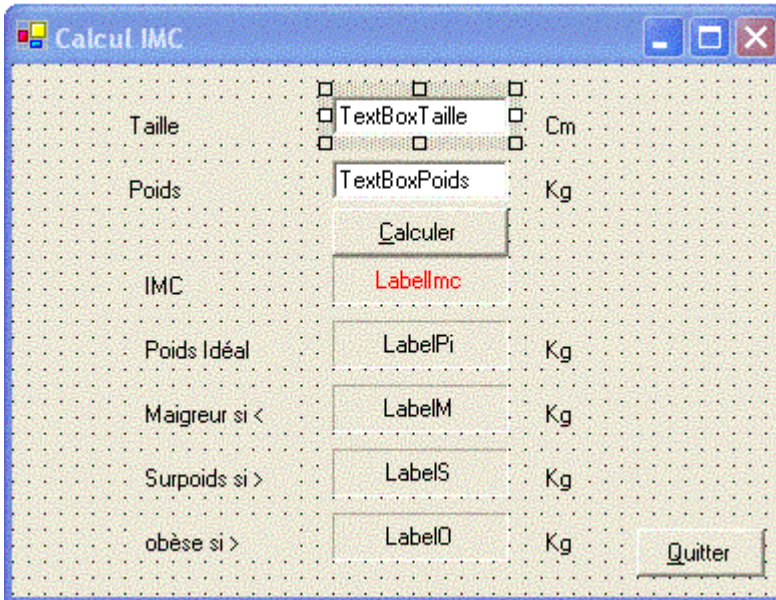 Calcul IMC
Taille TextBoxTaille Cm
Poids TextBoxPoids Kg
Calculer
IMC LabelImc
Poids Idéal LabelPi Kg
Maigreur si < LabelM Kg
Surpoids si > LabelS Kg
obèse si > LabelO Kg
Quitter